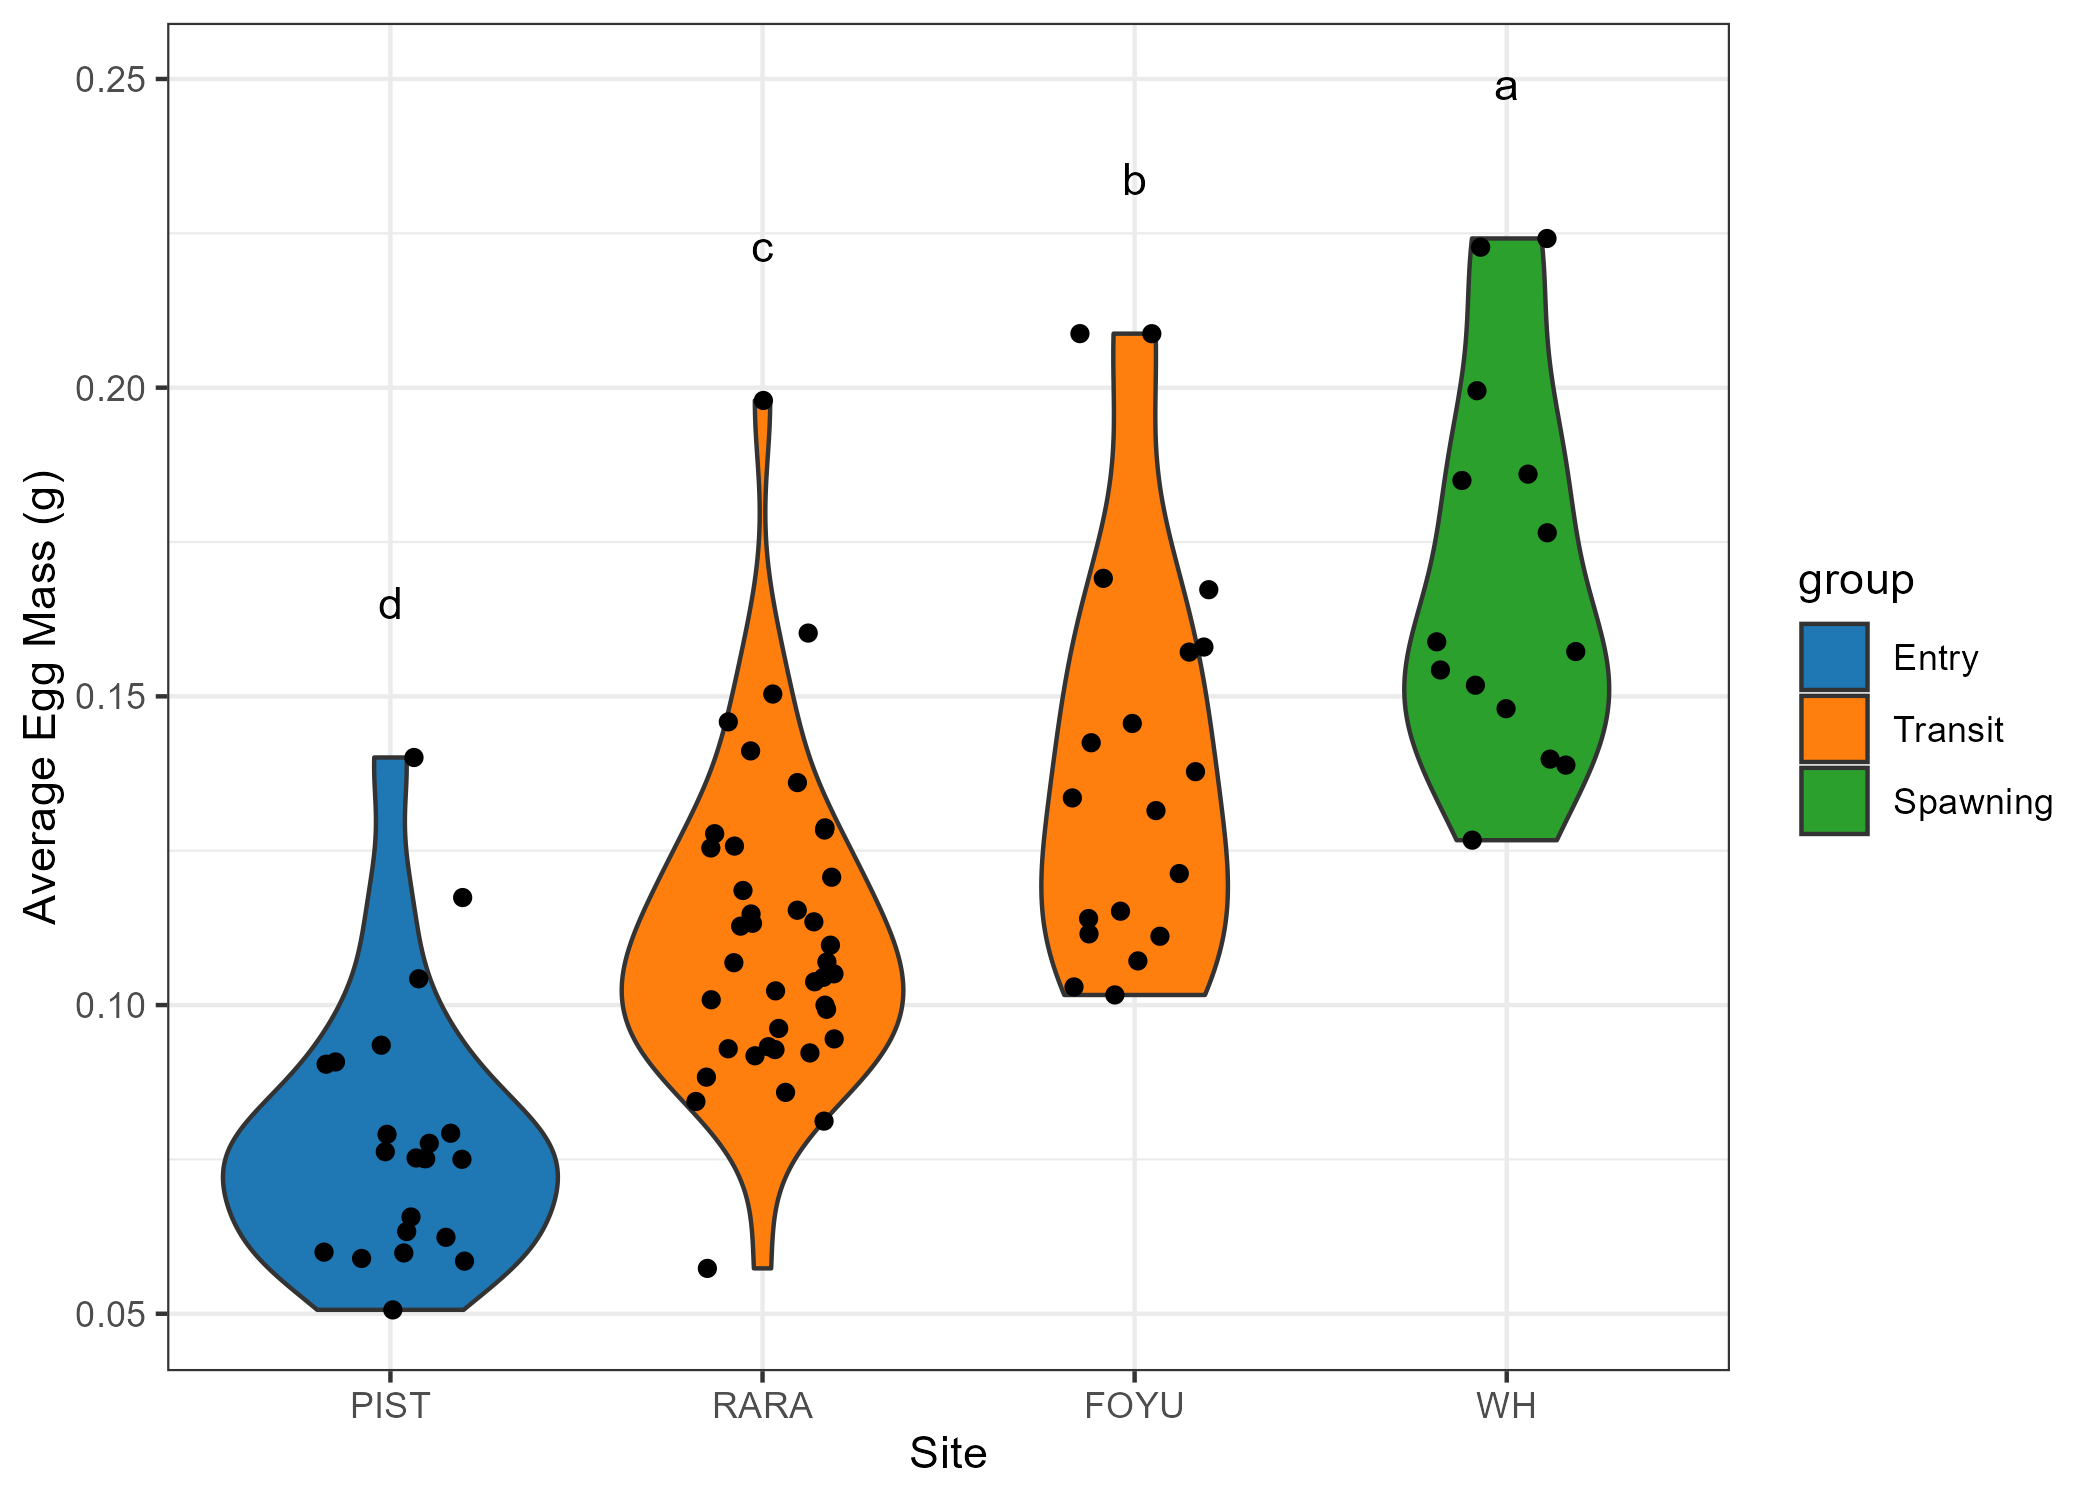 0.25
0.20
0.15
0.10
0.05
Average Egg Mass (g)
d
c
b
a
PIST
RARA
FOYU
WH
Site
group
Entry
Transit
Spawning